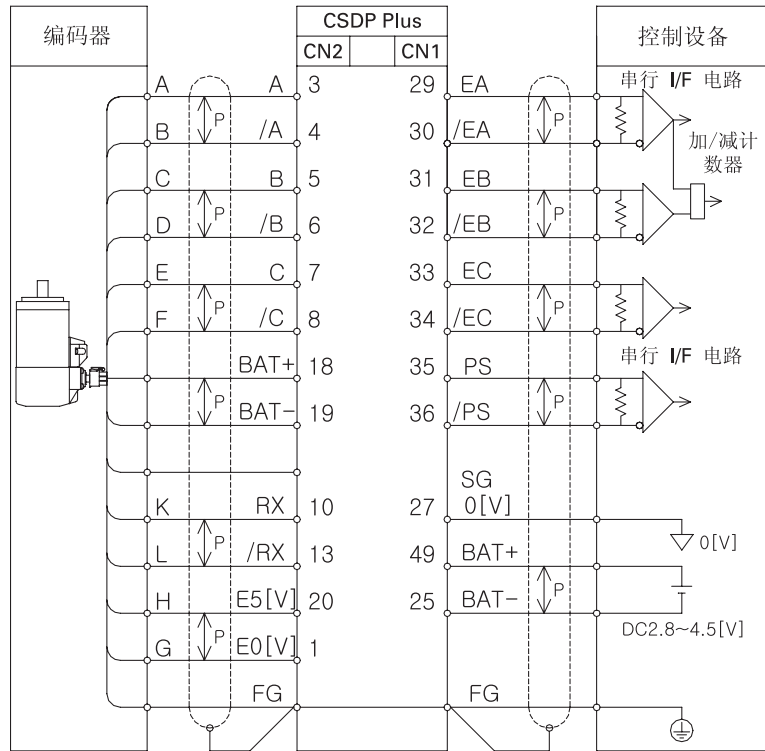 编码器
CSDP Plus
控制设备
CN2 CN1
串行 I/F 电路
A A 3 29 EA
P P
B /A 4 30 /EA
加/减计
数器
C B 5 31 EB
P P
D /B 6 32 /EB
E C 7 33 EC
P P
F /C 8 34 /EC
串行 I/F 电路
BAT+ 18 35 PS
P P
BAT- 19 36 /PS
SG
K RX 10 27 0[V]
P 0[V]
L /RX 13 49 BAT+
P
H E5[V] 20 25 BAT-
P DC2.8~4.5[V]
G E0[V] 1
FG FG